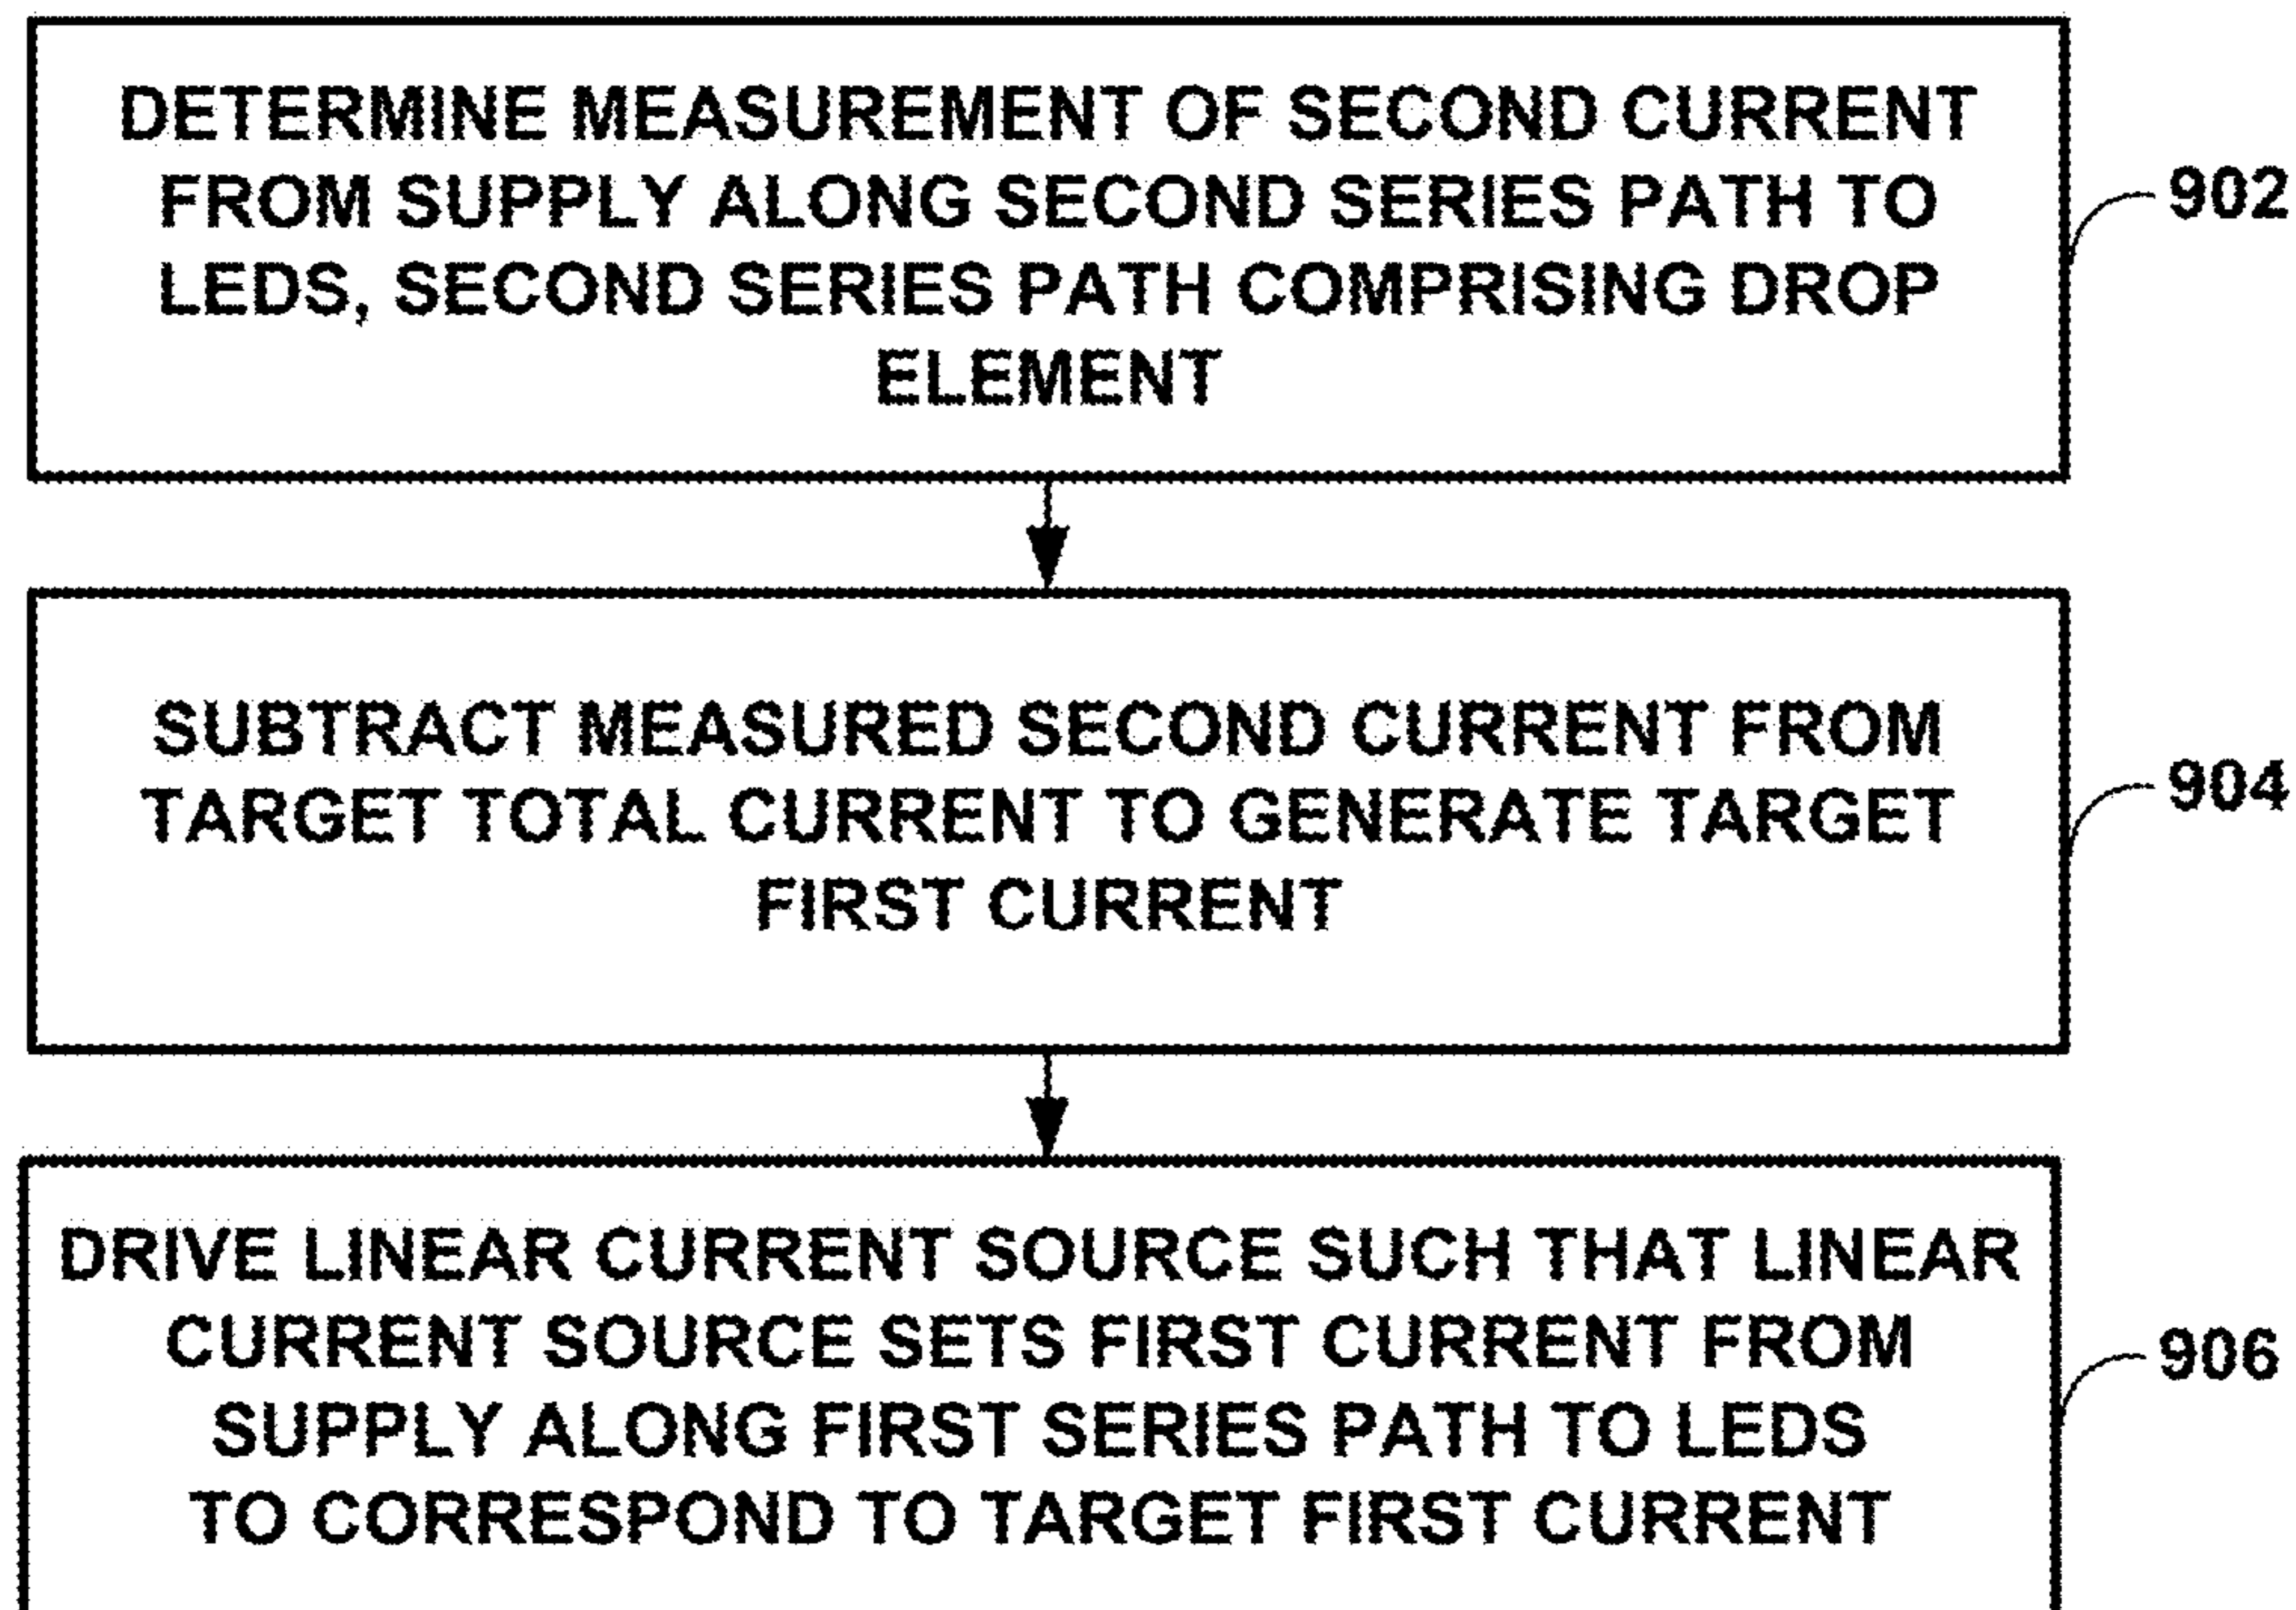 DETERMINE MEASUREMENT OF SECOND CURRENT
FROM SUPPLY ALONG SECOND SERIES PATH TO
LEDS, SECOND SERIES PATH COMPRISING DROP
ELEMENT
902
SUBTRACT MEASURED SECOND CURRENT FROM
TARGET TOTAL CURRENT TO GENERATE TARGET
FIRST CURRENT
904
DRIVE LINEAR CURRENT SOURCE SUCH THAT LINEAR
CURRENT SOURCE SETS FIRST CURRENT FROM
SUPPLY ALONG FIRST SERIES PATH TO LEDS
TO CORRESPOND TO TARGET FIRST CURRENT
906